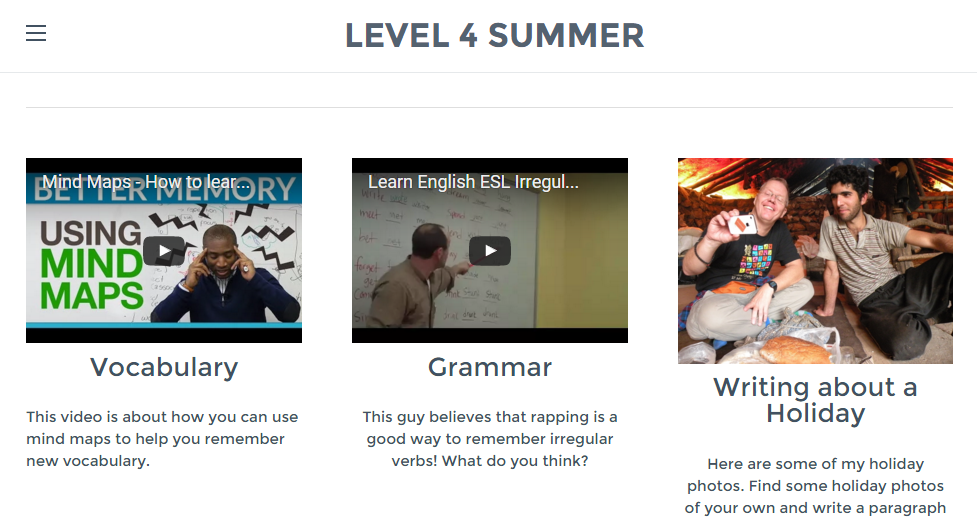 LEVEL 4 SUMMER
Mind Maps - How to lear...
BETTER MEMORY
USING
MIND
MAPS
Learn English ESL Irregul...
Vocabulary
This video is about how you can use
mind maps to help you remember
new vocabulary.
Grammar
This guy believes that rapping is a
good way to remember irregular
verbs! What do you think?
Writing about a
Holiday
Here are some of my holiday
photos. Find some holiday photos
of your own and write a paragraph